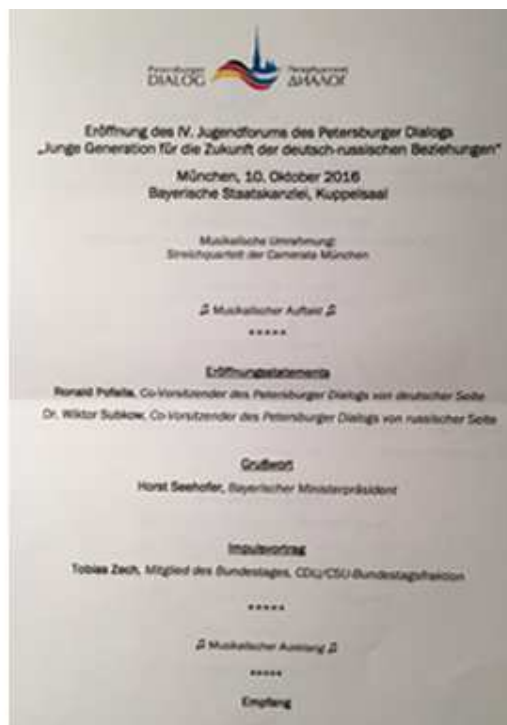 Petersburger Петербургский
DIALOG ДИАЛОГ
Eröffnung des IV. Jugendforums des Petersburger Dialogs
„Junge Generation für die Zukunft der deutsch-russischen Beziehungen"
München, 10. Oktober 2016
Bayerische Staatskanzlei, Kuppelsaal
Musikalische Umrahmung:
Streichquartett der Camerata München
♫ Musikalischer Auftakt ♫
*****
Eröffnungsstatements
Ronald Pofalla, Co-Vorsitzender des Petersburger Dialogs von deutscher Seite
Dr. Wiktor Subkow, Co-Vorsitzender des Petersburger Dialogs von russischer Seite
Grußwort
Horst Seehofer, Bayerischer Ministerpräsident
Impulsvortrag
Tobias Zech, Mitglied des Bundestages, CDU/CSU-Bundestagsfraktion
*****
♫ Musikalischer Ausklang ♫
*****
Empfang